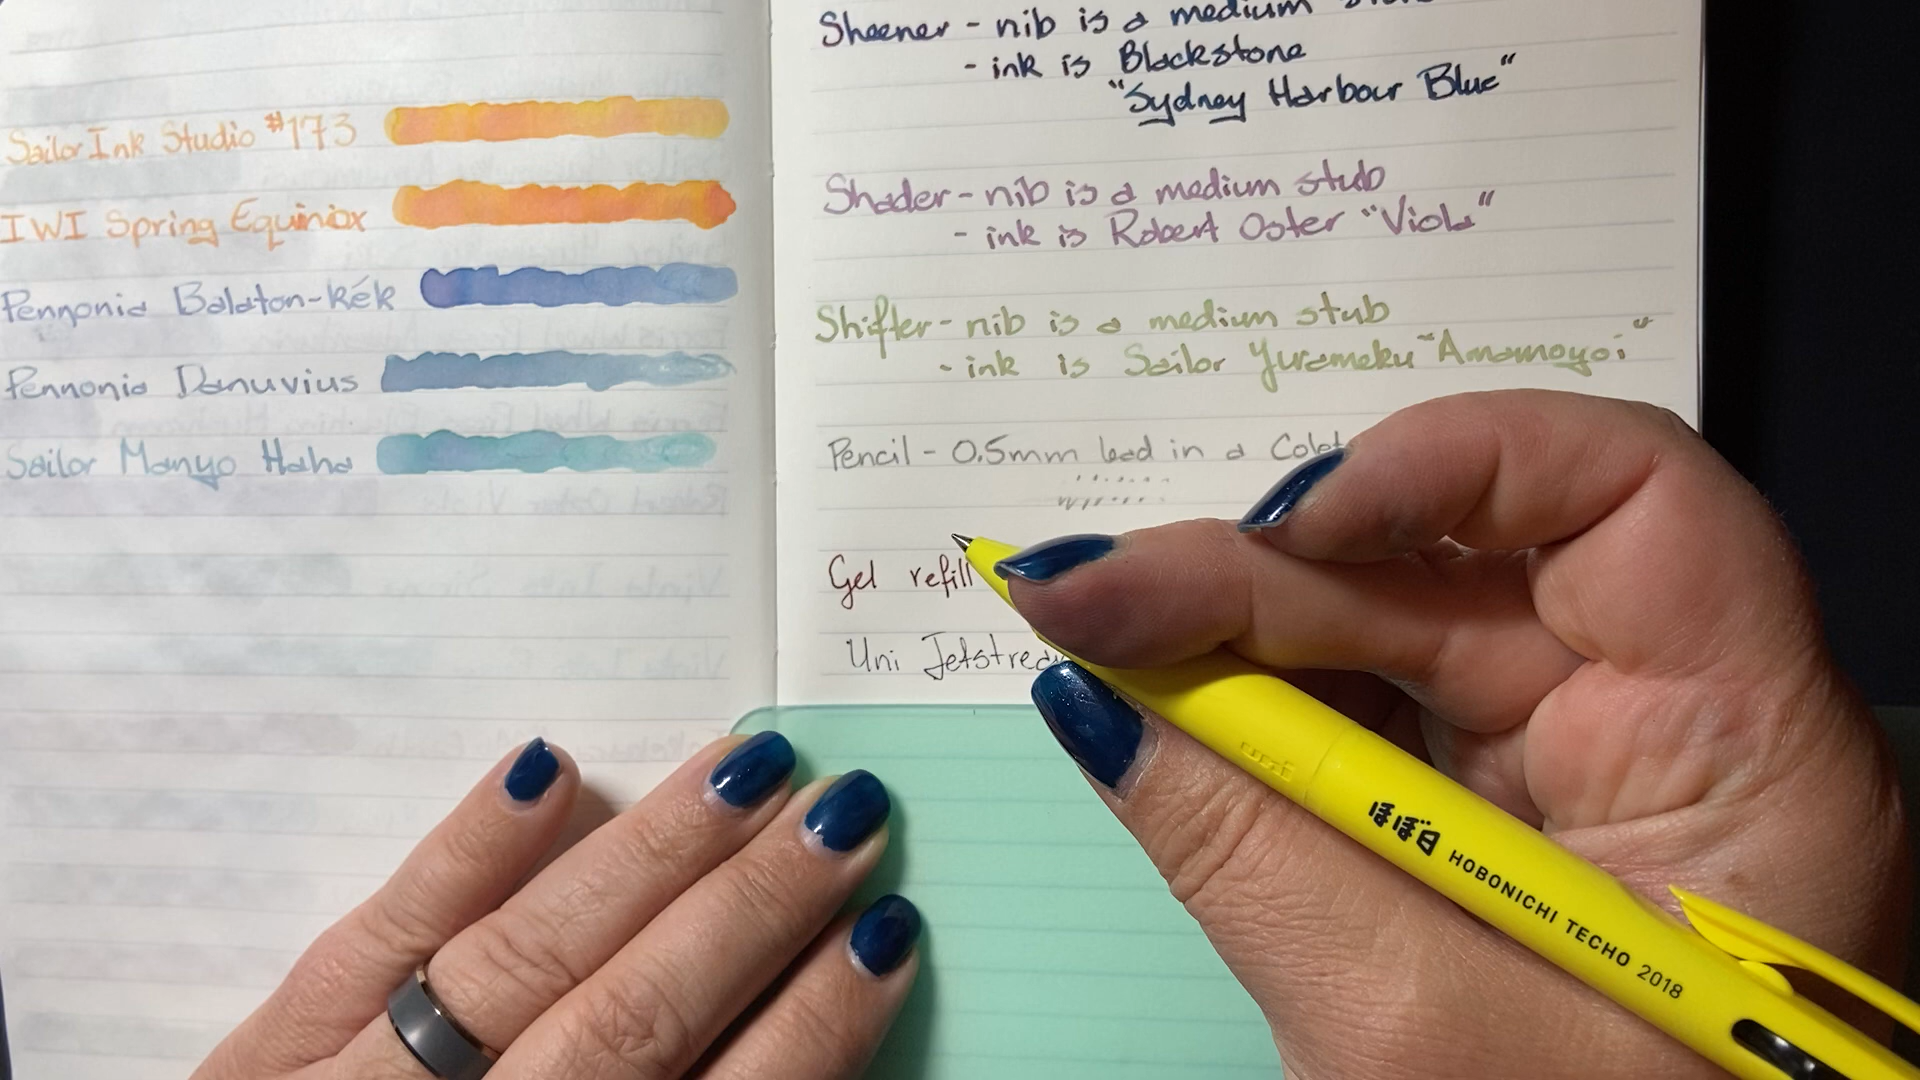 Sailor Ink Studio #173
IWI Spring Equinox
Pennonia Balaton-kék
Pennonia Danuvius
Sailor Manyo Haha
Sheener - nib is a medium
- ink is Blackstone
"Sydney Harbour Blue"
Shader - nib is a medium stub
- ink is Robert Oster "Viola"
Shifter - nib is a medium stub
- ink is Sailor Yurameku "Amamoyoi"
Pencil - 0.5mm lead in a
Gel refill
Uni Jetstream
uni
ほぼ日 HOBONICHI TECHO 2018